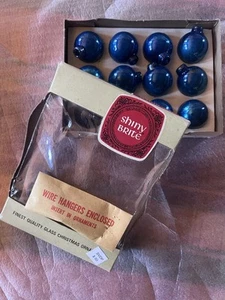 Shiny
Brite
WIRE HANGERS ENCLOSED
INSERT IN ORNAMENTS
FINEST QUALITY GLASS CHRISTMAS